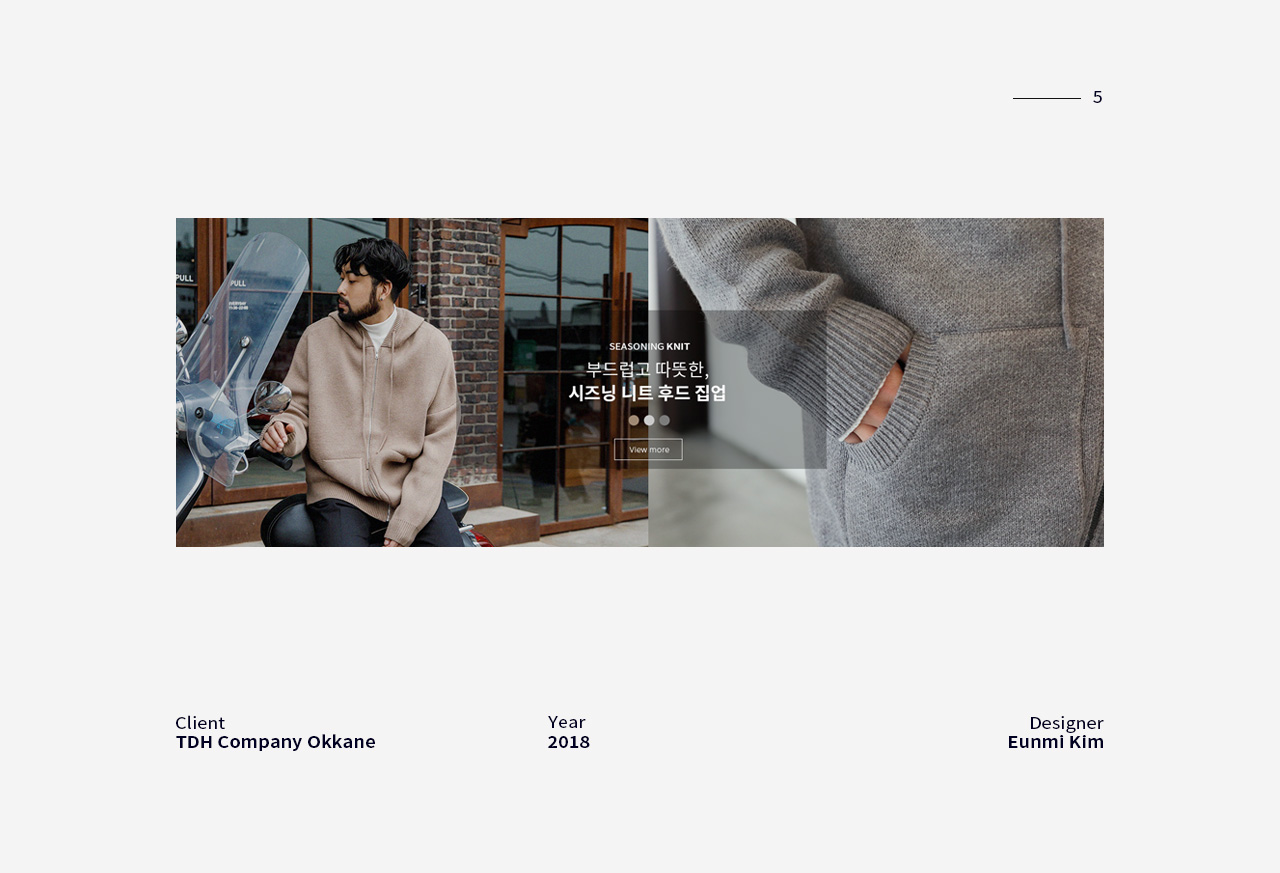 5
PULL
PULL
SEASONING KNIT
부드럽고 따뜻한,
시즈닝 니트 후드 집업
View more
Client
TDH Company Okkane
Year
2018
Designer
Eunmi Kim